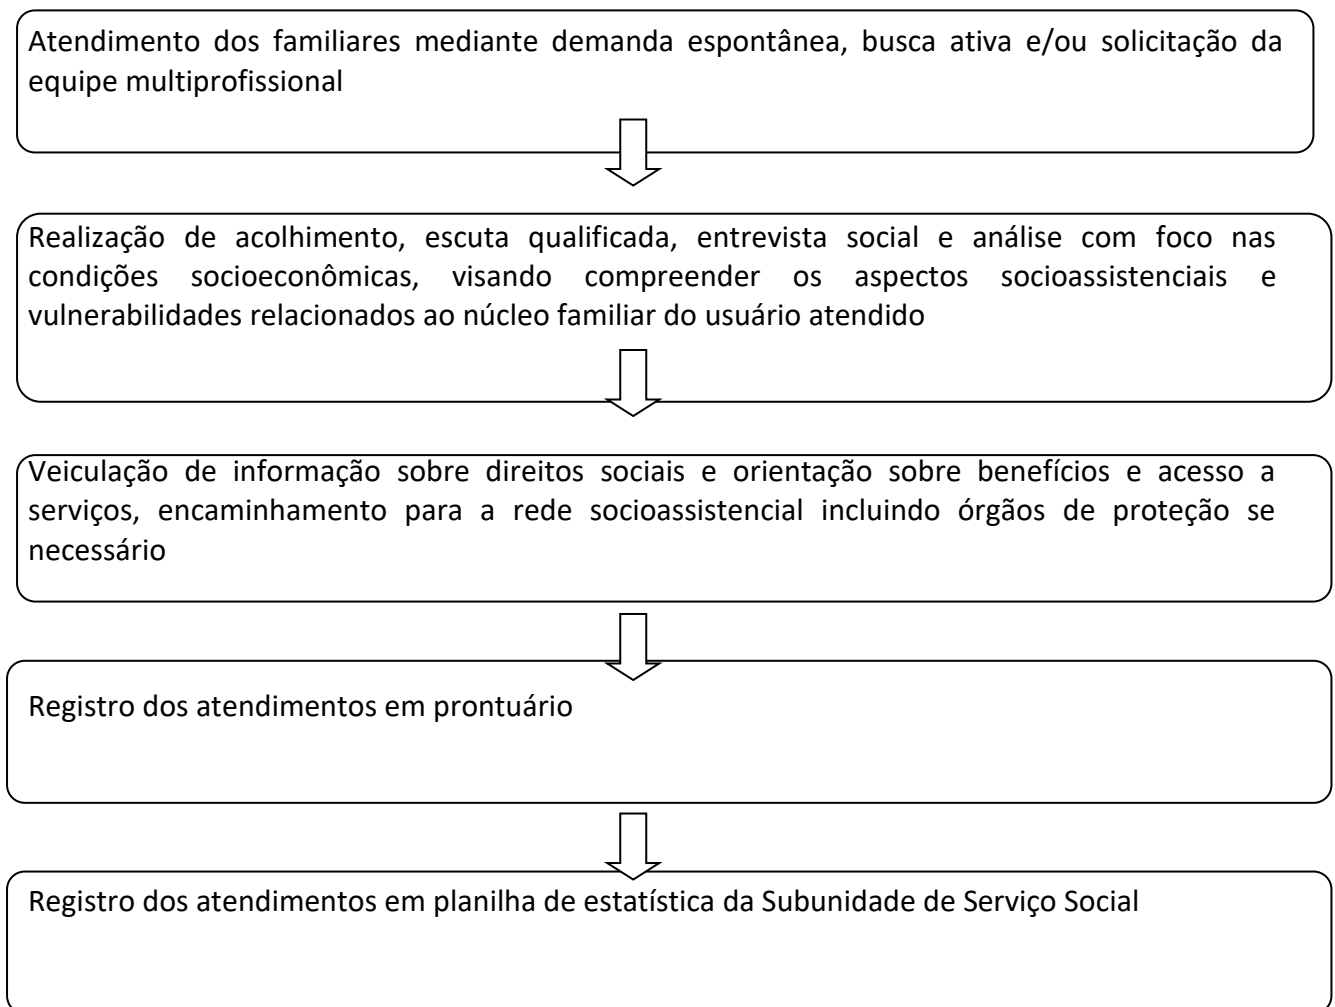 Atendimento dos familiares mediante demanda espontânea, busca ativa e/ou solicitação da
equipe multiprofissional
Realização de acolhimento, escuta qualificada, entrevista social e análise com foco nas
condições socioeconômicas, visando compreender os aspectos socioassistenciais e
vulnerabilidades relacionados ao núcleo familiar do usuário atendido
Veiculação de informação sobre direitos sociais e orientação sobre benefícios e acesso a
serviços, encaminhamento para a rede socioassistencial incluindo órgãos de proteção se
necessário
Registro dos atendimentos em prontuário
Registro dos atendimentos em planilha de estatística da Subunidade de Serviço Social